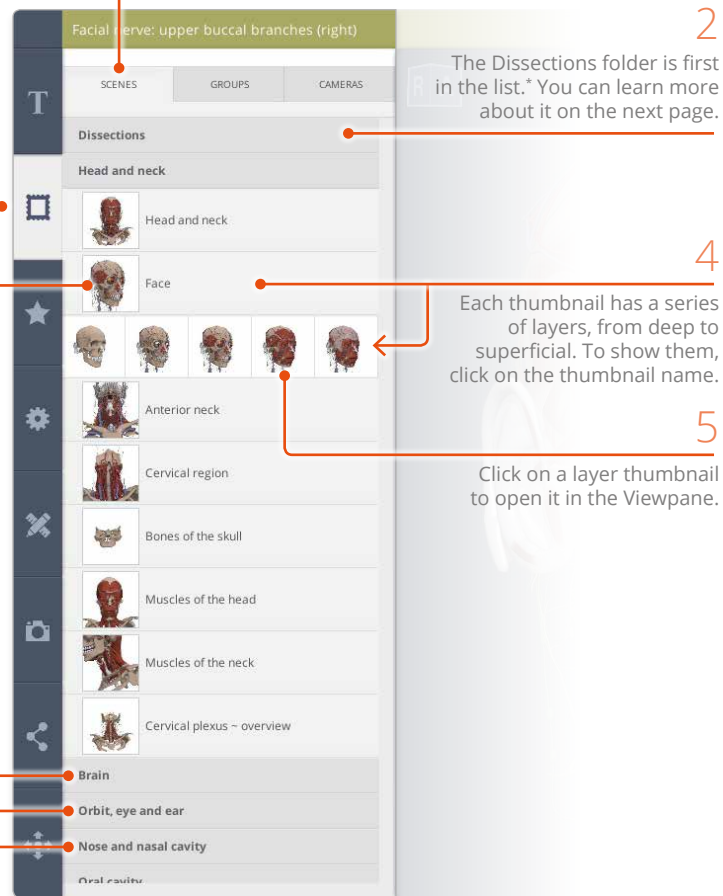 Facial nerve: upper buccal branches (right)
SCENES
GROUPS
CAMERAS
T
Dissections
Head and neck
Head and neck
Face
Anterior neck
Cervical region
Bones of the skull
Muscles of the head
Muscles of the neck
Cervical plexus ~ overview
Brain
Orbit, eye and ear
Nose and nasal cavity
Oral cavity
2
The Dissections folder is first
in the list.* You can learn more
about it on the next page.
4
Each thumbnail has a series
of layers, from deep to
superficial. To show them,
click on the thumbnail name.
5
Click on a layer thumbnail
to open it in the Viewpane.